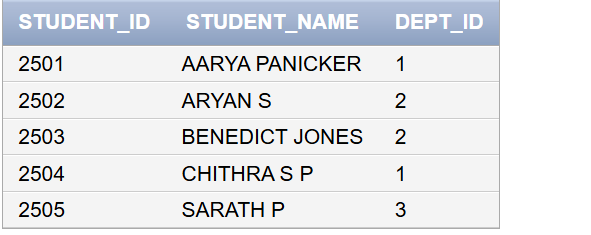 STUDENT_ID STUDENT_NAME DEPT_ID
2501 AARYA PANICKER 1
2502 ARYAN S 2
2503 BENEDICT JONES 2
2504 CHITHRA S P 1
2505 SARATH P 3